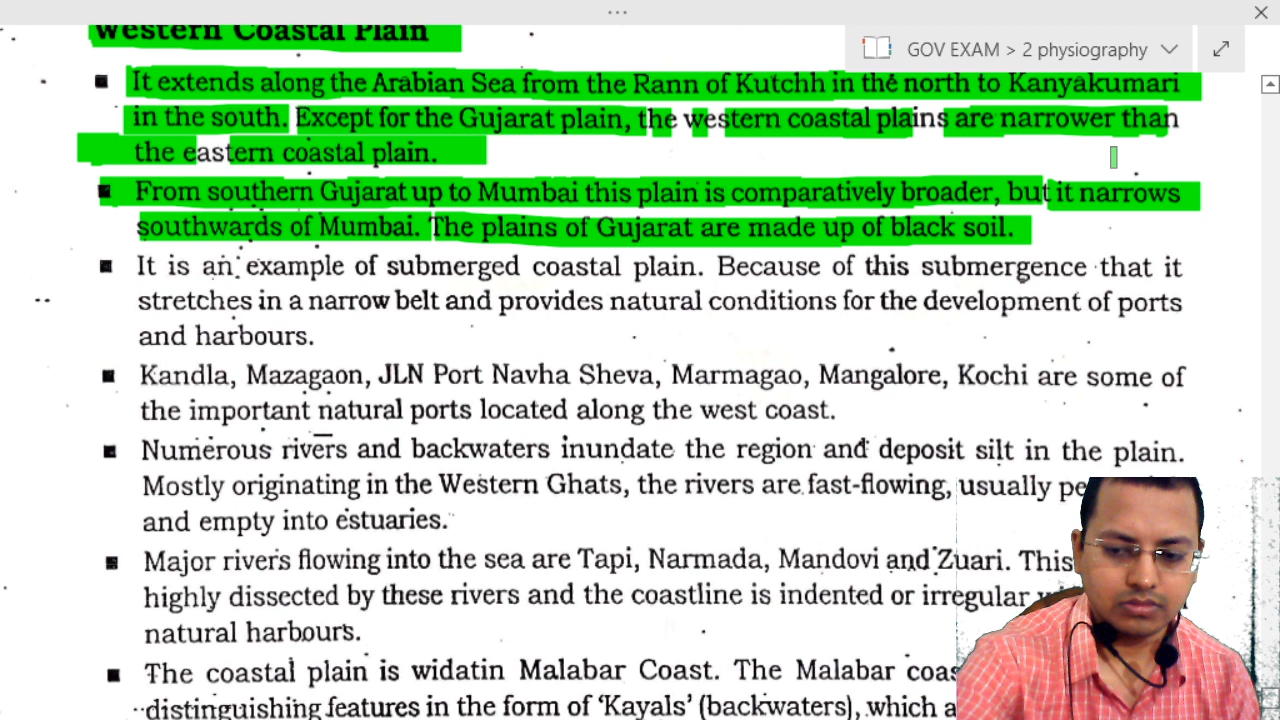 Western Coastal Plain
GOV EXAM > 2 physiography
It extends along the Arabian Sea from the Rann of Kutchh in the north to Kanyakumari
in the south. Except for the Gujarat plain, the western coastal plains are narrower than
the eastern coastal plain.
From southern Gujarat up to Mumbai this plain is comparatively broader, but it narrows
southwards of Mumbai. The plains of Gujarat are made up of black soil.
It is an example of submerged coastal plain. Because of this submergence that it
stretches in a narrow belt and provides natural conditions for the development of ports
and harbours.
Kandla, Mazagaon, JLN Port Navha Sheva, Marmagao, Mangalore, Kochi are some of
the important natural ports located along the west coast.
Numerous rivers and backwaters inundate the region and deposit silt in the plain.
Mostly originating in the Western Ghats, the rivers are fast-flowing, usually
and empty into estuaries.
Major rivers flowing into the sea are Tapi, Narmada, Mandovi and Zuari. This
highly dissected by these rivers and the coastline is indented or irregular
natural harbours.
The coastal plain is widatin Malabar Coast. The Malabar
distinguishing features in the form of 'Kayals' (backwaters), which